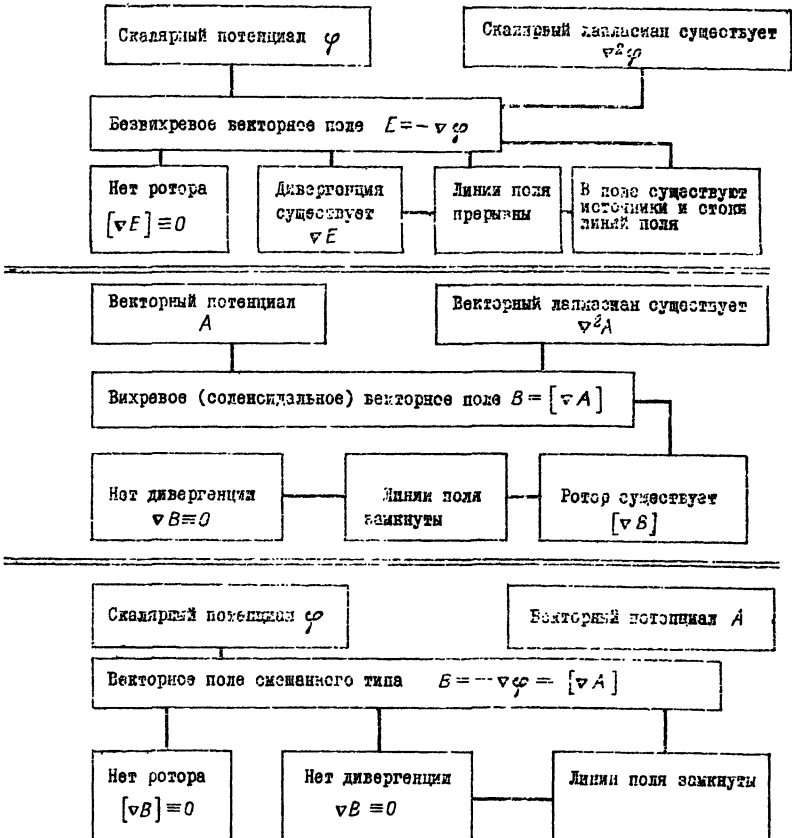 Скалярный потенциал φ
Скалярный лапласиан существует
∇²φ
Безвихревое векторное поле E = − ∇φ
Нет ротора
[∇E] ≡ 0
Дивергенция
существует
∇E
Линии поля
прерывны
В поле существуют
источники и стоки
линий поля
Векторный потенциал
A
Векторный лапласиан существует
∇²A
Вихревое (соленоидальное) векторное поле B = [∇A]
Нет дивергенции
∇B ≡ 0
Линии поля
замкнуты
Ротор существует
[∇B]
Скалярный потенциал φ
Векторный потенциал A
Векторное поле смешанного типа B = −∇φ = [∇A]
Нет ротора
[∇B] ≡ 0
Нет дивергенции
∇B ≡ 0
Линии поля замкнуты